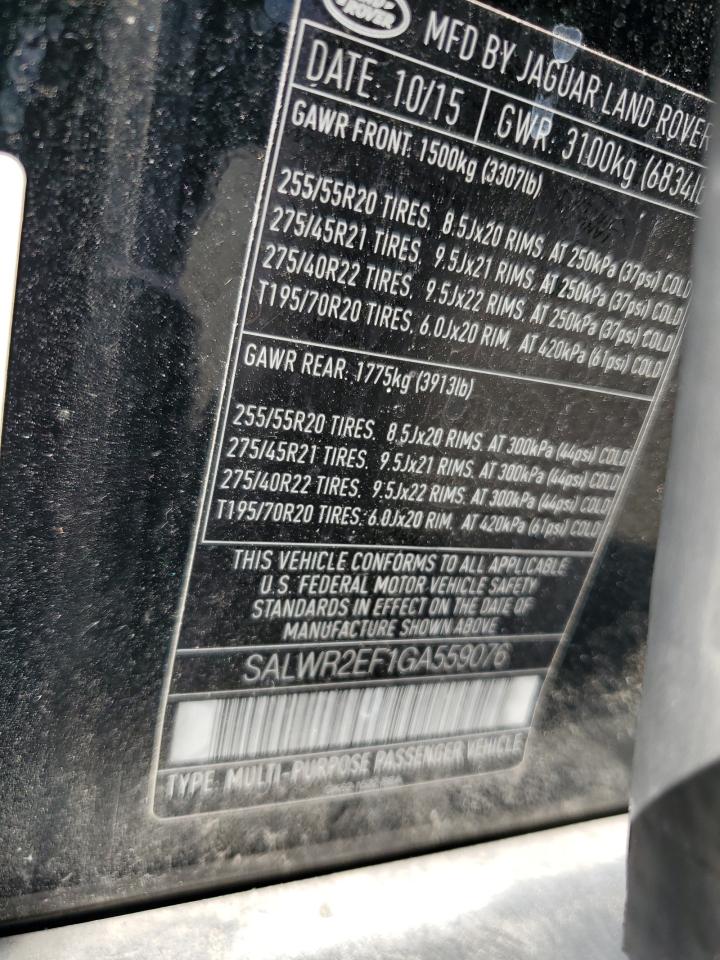 ROVER
MFD BY JAGUAR LAND ROVER
DATE: 10/15 GWR: 3100kg (6834
GAWR FRONT: 1500kg (3307lb)
255/55R20 TIRES. 8.5Jx20 RIMS. AT 250kPa (37psi) COLD
275/45R21 TIRES. 9.5Jx21 RIMS. AT 250kPa (37psi) COLD
275/40R22 TIRES. 9.5Jx22 RIMS. AT 250kPa (37psi) COLD
T195/70R20 TIRES. 6.0Jx20 RIM. AT 420kPa (61psi) COLD
GAWR REAR: 1775kg (3913lb)
255/55R20 TIRES. 8.5Jx20 RIMS. AT 300kPa (44psi) COLD
275/45R21 TIRES. 9.5Jx21 RIMS. AT 300kPa (44psi) COLD
275/40R22 TIRES. 9.5Jx22 RIMS. AT 300kPa (44psi) COLD
T195/70R20 TIRES. 6.0Jx20 RIM. AT 420kPa (61psi) COLD
THIS VEHICLE CONFORMS TO ALL APPLICABLE
U.S. FEDERAL MOTOR VEHICLE SAFETY
STANDARDS IN EFFECT ON THE DATE OF
MANUFACTURE SHOWN ABOVE.
SALWR2EF1GA559076
TYPE: MULTI-PURPOSE PASSENGER VEHICLE